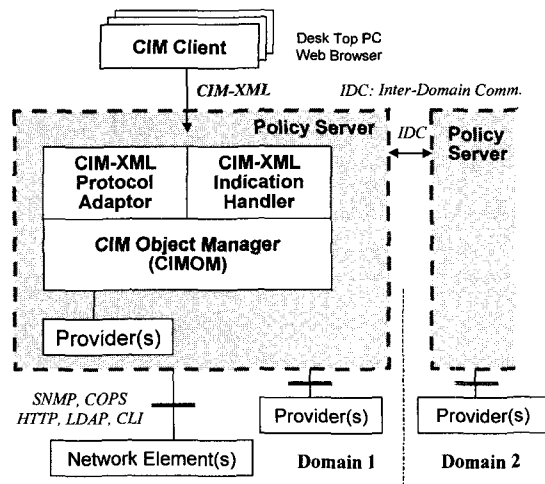 CIM Client
Desk Top PC
Web Browser
CIM-XML
IDC: Inter-Domain Comm.
Policy Server
IDC
Policy
Server
CIM-XML
Protocol
Adaptor
CIM-XML
Indication
Handler
CIM Object Manager
(CIMOM)
Provider(s)
SNMP, COPS
HTTP, LDAP, CLI
Provider(s)
Provider(s)
Network Element(s)
Domain 1
Domain 2